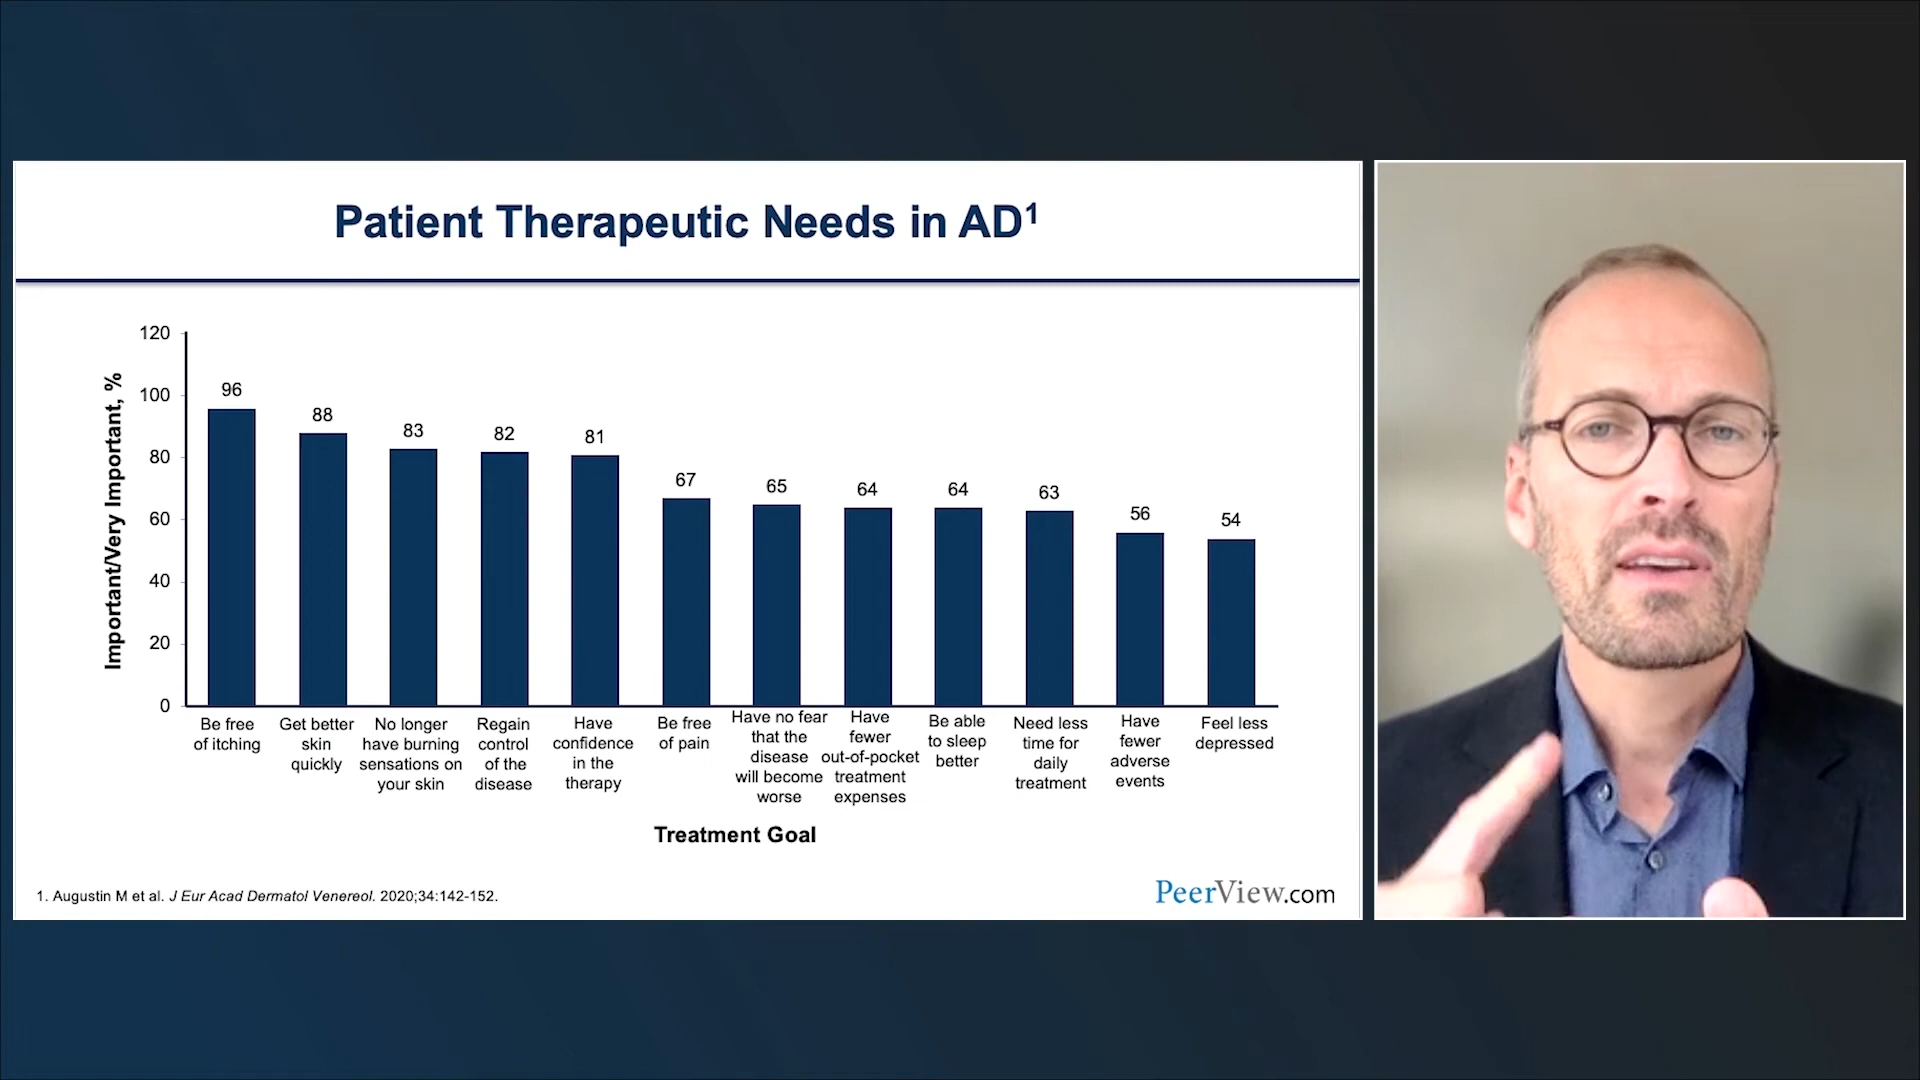 Patient Therapeutic Needs in AD¹
Important/Very Important, %
120
100
80
60
40
20
0
96
88
83
82
81
67
65
64
64
63
56
54
Be free
of itching
Get better
skin
quickly
No longer
have burning
sensations on
your skin
Regain
control
of the
disease
Have
confidence
in the
therapy
Be free
of pain
Have no fear
that the
disease
will become
worse
Have
fewer
out-of-pocket
treatment
expenses
Be able
to sleep
better
Need less
time for
daily
treatment
Have
fewer
adverse
events
Feel less
depressed
Treatment Goal
1. Augustin M et al. J Eur Acad Dermatol Venereol. 2020;34:142-152.
PeerView.com